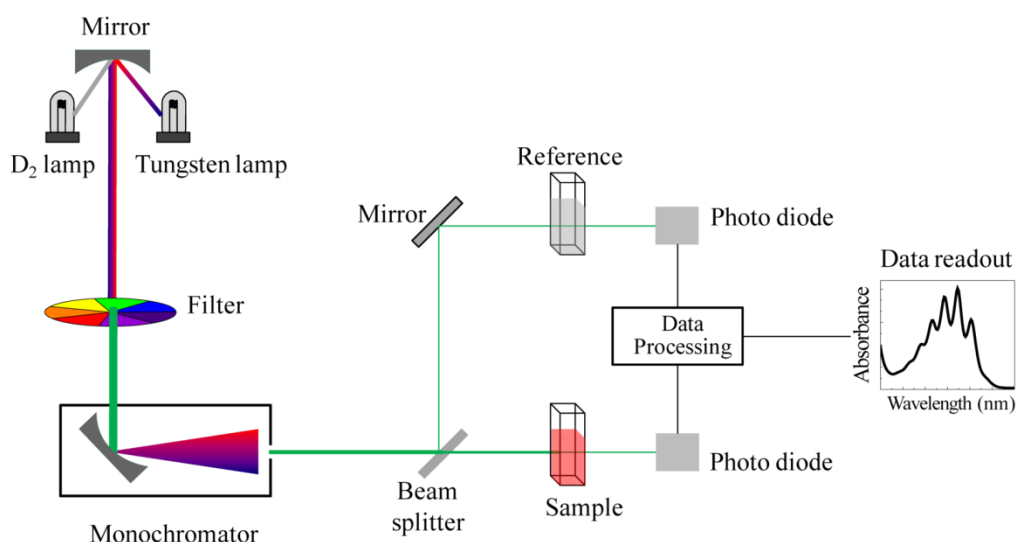 Mirror
D₂ lamp
Tungsten lamp
Reference
Mirror
Photo diode
Data readout
Filter
Data
Processing
Absorbance
Wavelength (nm)
Photo diode
Beam
splitter
Sample
Monochromator